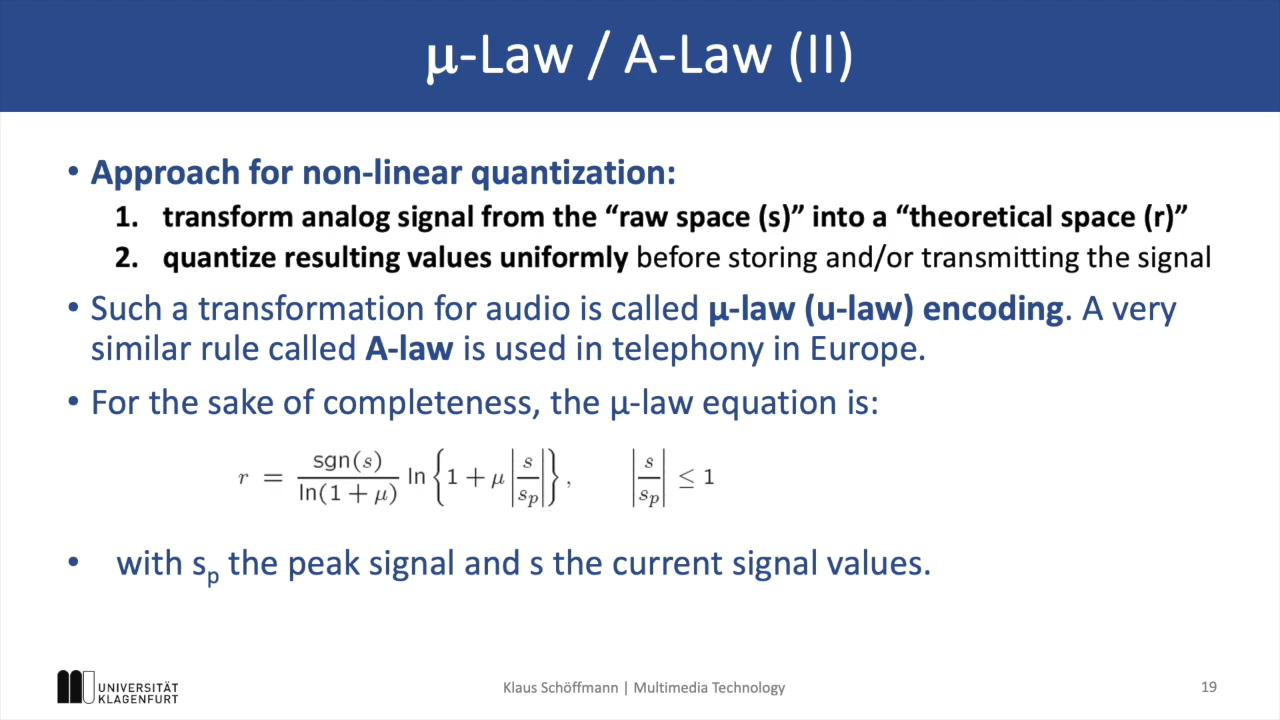 μ-Law / A-Law (II)
• Approach for non-linear quantization:
1. transform analog signal from the “raw space (s)” into a “theoretical space (r)”
2. quantize resulting values uniformly before storing and/or transmitting the signal
• Such a transformation for audio is called μ-law (u-law) encoding. A very
similar rule called A-law is used in telephony in Europe.
• For the sake of completeness, the μ-law equation is:
r = sgn(s) / ln(1 + μ) ln { 1 + μ | s / sₚ | } , | s / sₚ | ≤ 1
• with sₚ the peak signal and s the current signal values.
UNIVERSITÄT
KLAGENFURT
Klaus Schöffmann | Multimedia Technology
19